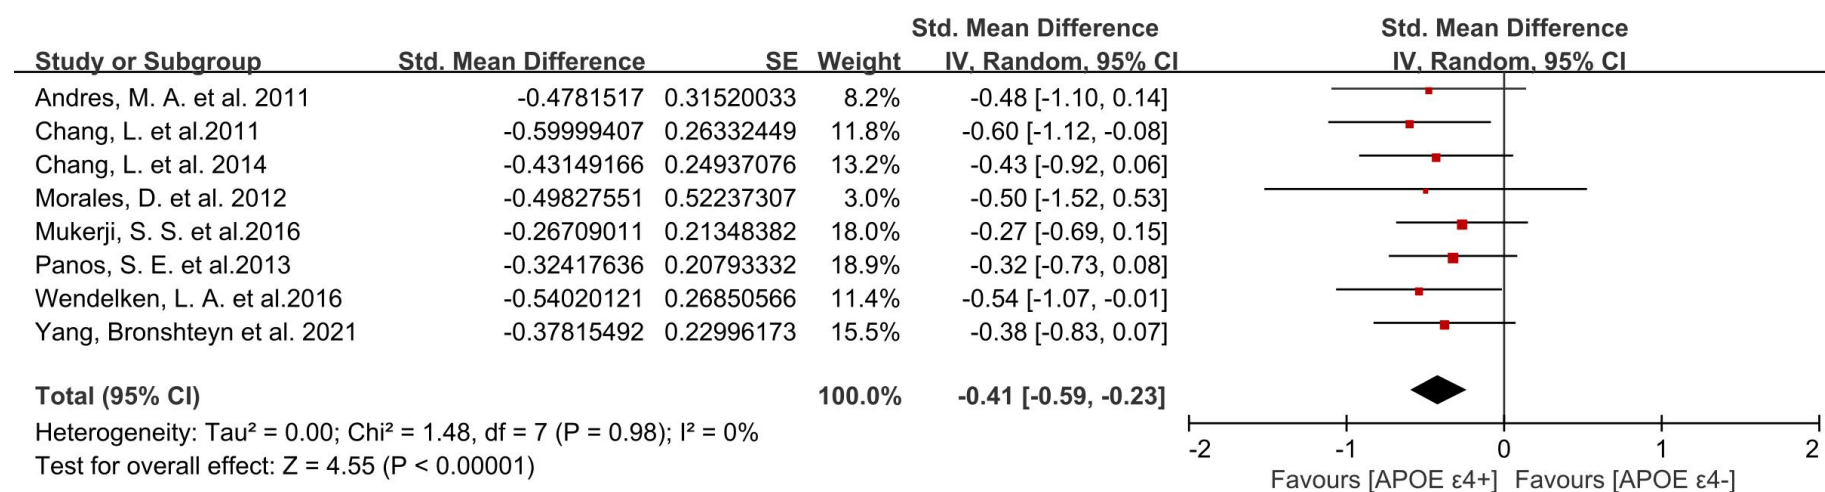 Std. Mean Difference Std. Mean Difference
Study or Subgroup Std. Mean Difference SE Weight IV, Random, 95% CI IV, Random, 95% CI
Andres, M. A. et al. 2011 -0.4781517 0.31520033 8.2% -0.48 [-1.10, 0.14]
Chang, L. et al.2011 -0.59999407 0.26332449 11.8% -0.60 [-1.12, -0.08]
Chang, L. et al. 2014 -0.43149166 0.24937076 13.2% -0.43 [-0.92, 0.06]
Morales, D. et al. 2012 -0.49827551 0.52237307 3.0% -0.50 [-1.52, 0.53]
Mukerji, S. S. et al.2016 -0.26709011 0.21348382 18.0% -0.27 [-0.69, 0.15]
Panos, S. E. et al.2013 -0.32417636 0.20793332 18.9% -0.32 [-0.73, 0.08]
Wendelken, L. A. et al.2016 -0.54020121 0.26850566 11.4% -0.54 [-1.07, -0.01]
Yang, Bronshteyn et al. 2021 -0.37815492 0.22996173 15.5% -0.38 [-0.83, 0.07]
Total (95% CI) 100.0% -0.41 [-0.59, -0.23]
Heterogeneity: Tau² = 0.00; Chi² = 1.48, df = 7 (P = 0.98); I² = 0%
Test for overall effect: Z = 4.55 (P < 0.00001)
-2 -1 0 1 2
Favours [APOE ε4+] Favours [APOE ε4-]